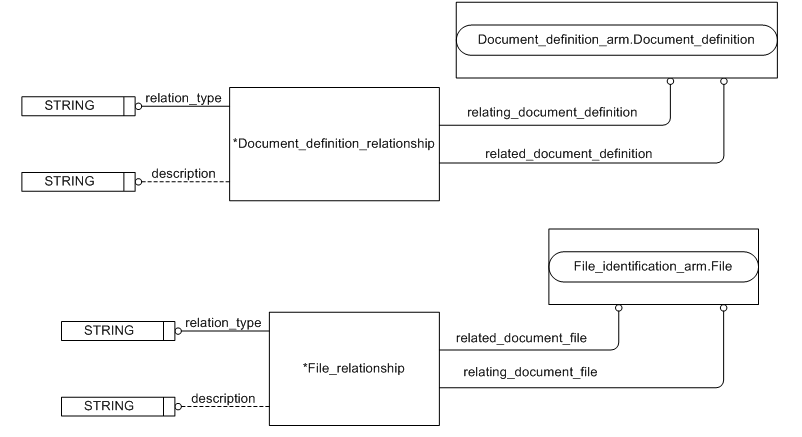 Document_definition_arm.Document_definition
STRING
relation_type
relating_document_definition
*Document_definition_relationship
related_document_definition
STRING
description
File_identification_arm.File
STRING
relation_type
related_document_file
*File_relationship
relating_document_file
STRING
description